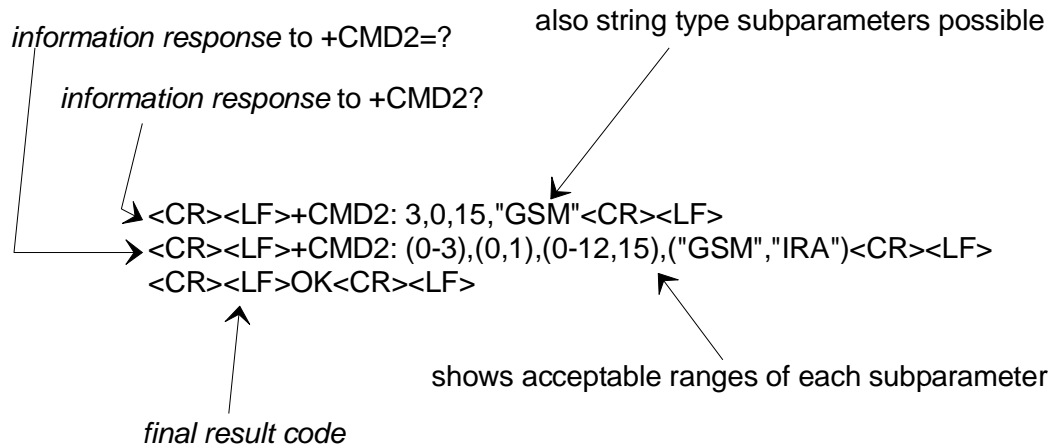 also string type subparameters possible
information response to +CMD2=?
information response to +CMD2?
<CR><LF>+CMD2: 3,0,15,"GSM"<CR><LF>
<CR><LF>+CMD2: (0-3),(0,1),(0-12,15),("GSM","IRA")<CR><LF>
<CR><LF>OK<CR><LF>
shows acceptable ranges of each subparameter
final result code